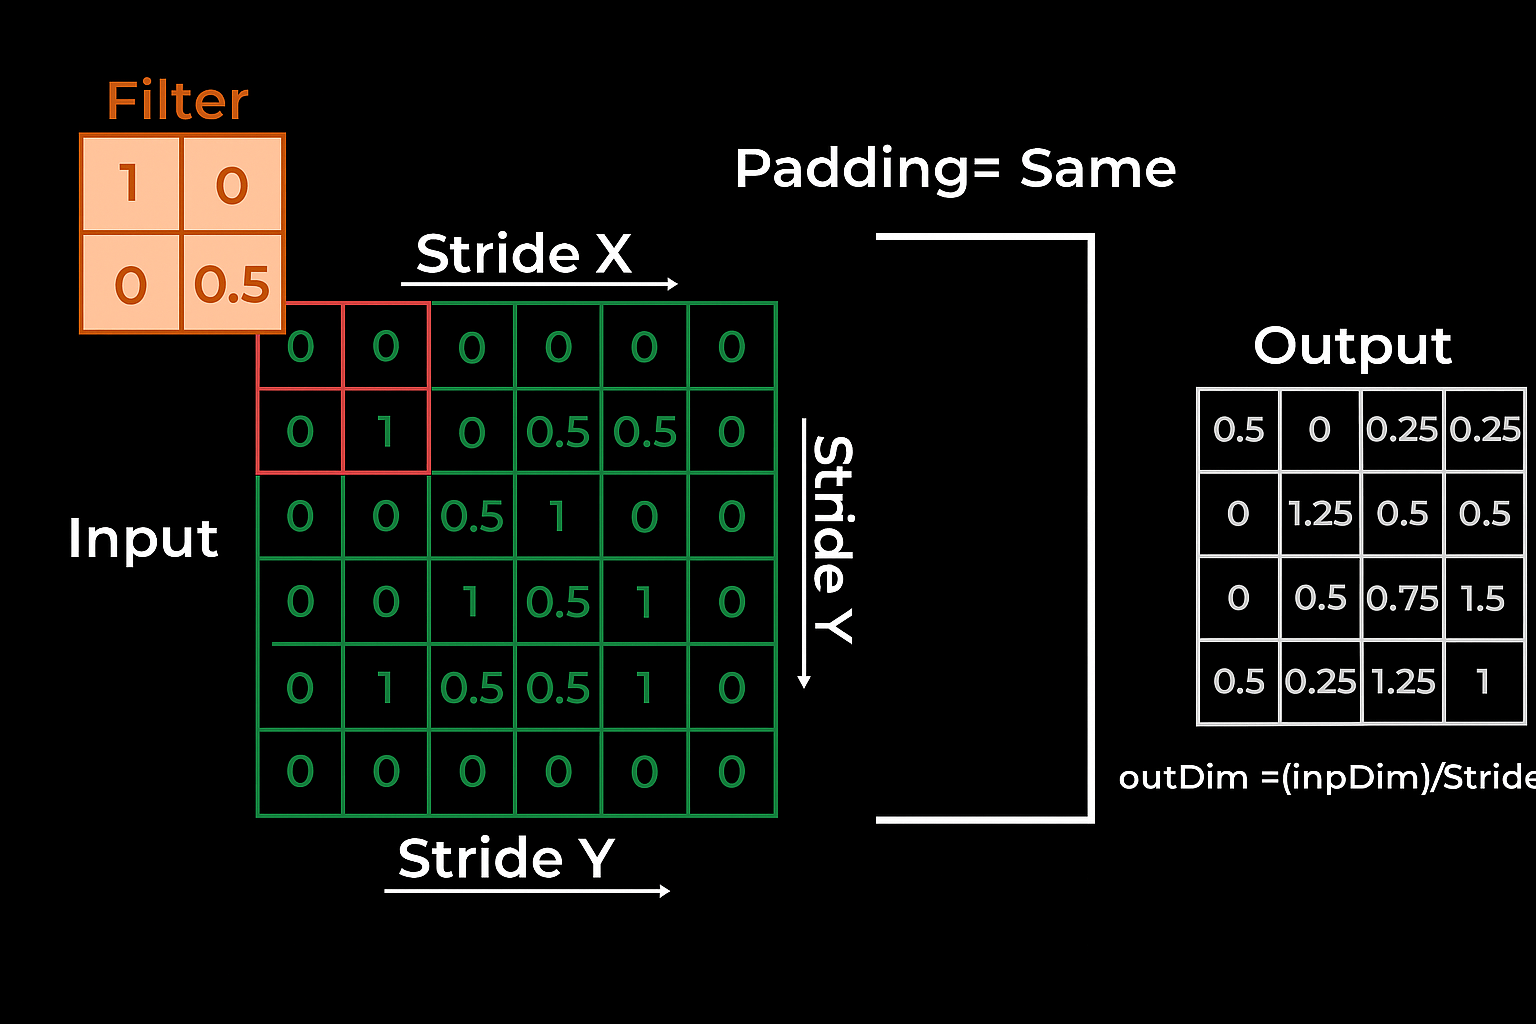 Filter
1 0
0 0.5
Padding= Same
Stride X
0 0 0 0 0 0
0 1 0 0.5 0.5 0
0 0 0.5 1 0 0
0 0 1 0.5 1 0
0 1 0.5 0.5 1 0
0 0 0 0 0 0
Input
Stride Y
Stride Y
Output
0.5 0 0.25 0.25
0 1.25 0.5 0.5
0 0.5 0.75 1.5
0.5 0.25 1.25 1
outDim =(inpDim)/Stride